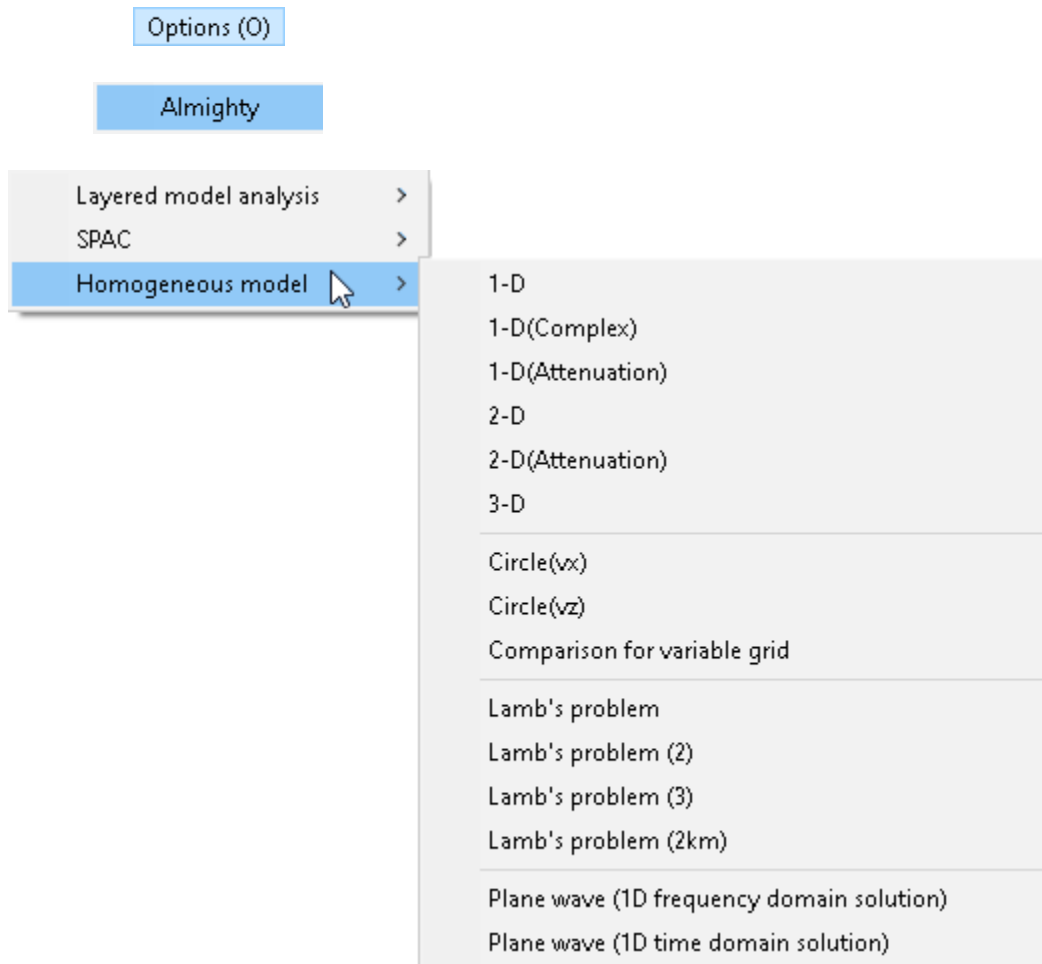 Options (O)
Almighty
Layered model analysis
SPAC
Homogeneous model
1-D
1-D(Complex)
1-D(Attenuation)
2-D
2-D(Attenuation)
3-D
Circle(vx)
Circle(vz)
Comparison for variable grid
Lamb's problem
Lamb's problem (2)
Lamb's problem (3)
Lamb's problem (2km)
Plane wave (1D frequency domain solution)
Plane wave (1D time domain solution)